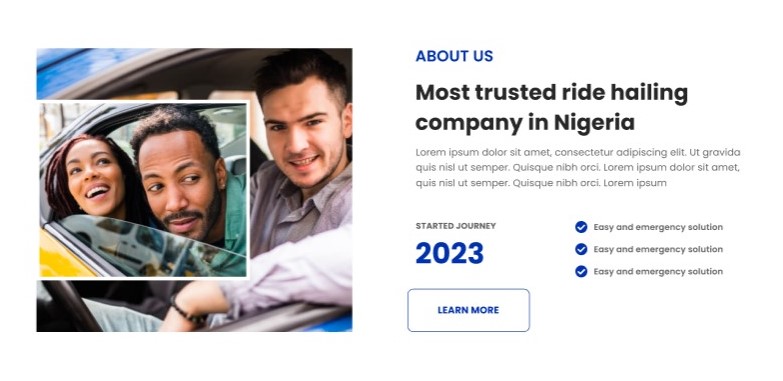 ABOUT US
Most trusted ride hailing
company in Nigeria
Lorem ipsum dolor sit amet, consectetur adipiscing elit. Ut gravida
quis nisl ut semper. Quisque nibh orci. Lorem ipsum dolor sit amet,
quis nisl ut semper. Quisque nibh orci. Lorem ipsum
STARTED JOURNEY
2023
Easy and emergency solution
Easy and emergency solution
Easy and emergency solution
LEARN MORE